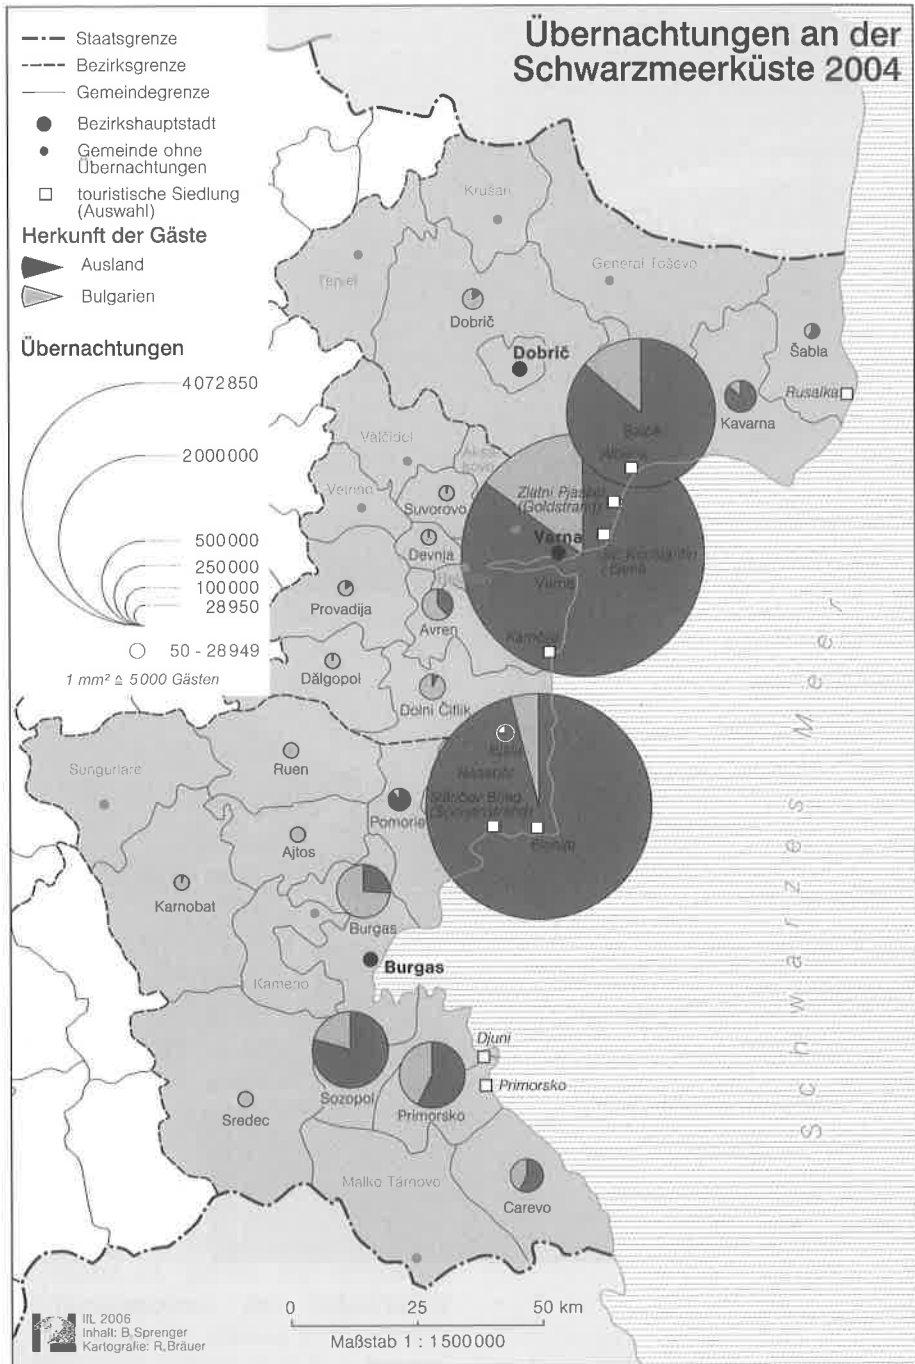 Übernachtungen an der
Schwarzmeerküste 2004
Staatsgrenze
Bezirksgrenze
Gemeindegrenze
Bezirkshauptstadt
Gemeinde ohne
Übernachtungen
touristische Siedlung
(Auswahl)
Herkunft der Gäste
Ausland
Bulgarien
Übernachtungen
4072850
2000000
500000
250000
100000
28950
50 - 28949
1 mm² ≙ 5000 Gästen
Krušari
Tervel
General Toševo
Dobrič
Dobrič
Šabla
Rusalka
Kavarna
Balčik
Albena
Vălčidol
Vetrino
Suvorovo
Zlatni Pjasăci
(Goldstrand)
Varna
Devnja
Varna
Provadija
Avren
Kamčija
Dălgopol
Dolni Čiflik
Schwarzes Meer
Sungurlare
Ruen
Nesebăr
Pomorie
Slănčev Brjag
(Sonnenstrand)
Elenite
Ajtos
Karnobat
Burgas
Burgas
Kameno
Djuni
Primorsko
Sozopol
Primorsko
Sredec
Malko Tărnovo
Carevo
0 25 50 km
Maßstab 1 : 1500000
IIL 2006
Inhalt: B.Sprenger
Kartografie: R.Bräuer